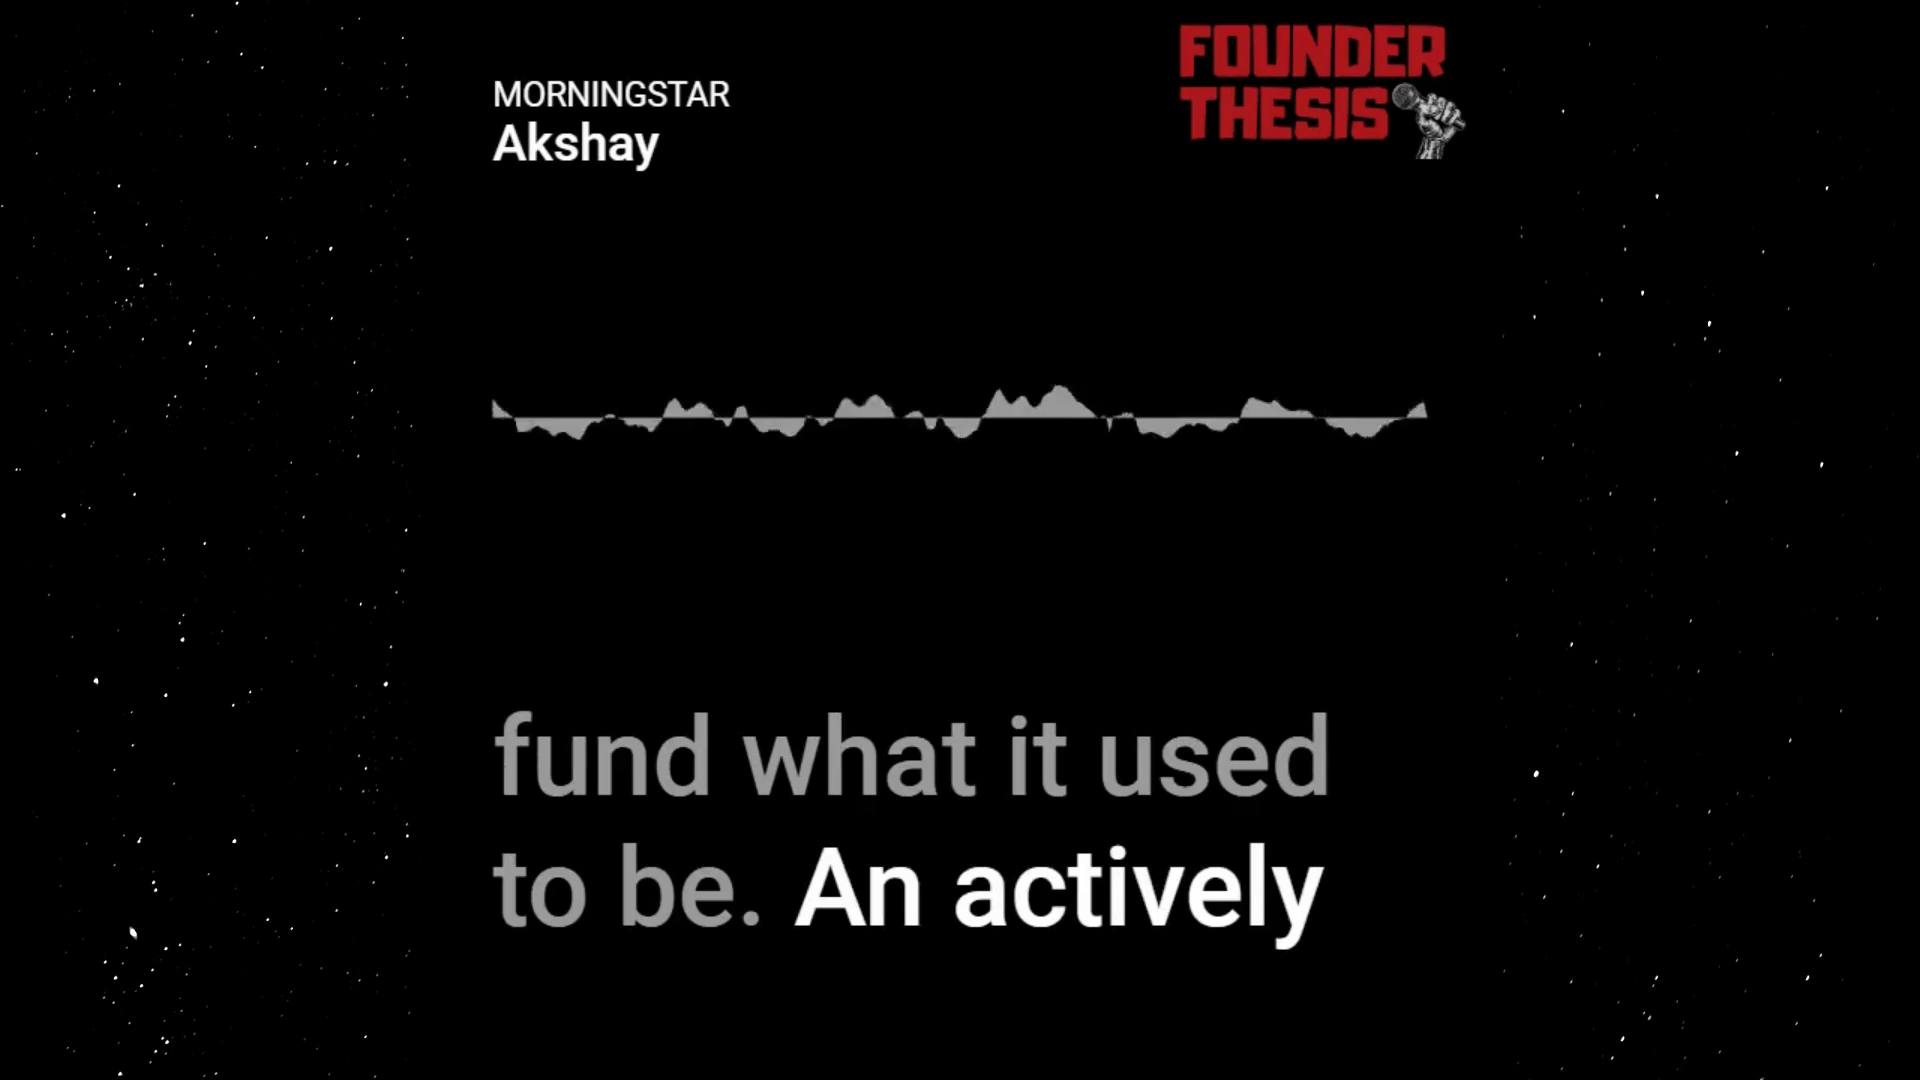 MORNINGSTAR
Akshay
FOUNDER
THESIS
fund what it used
to be. An actively